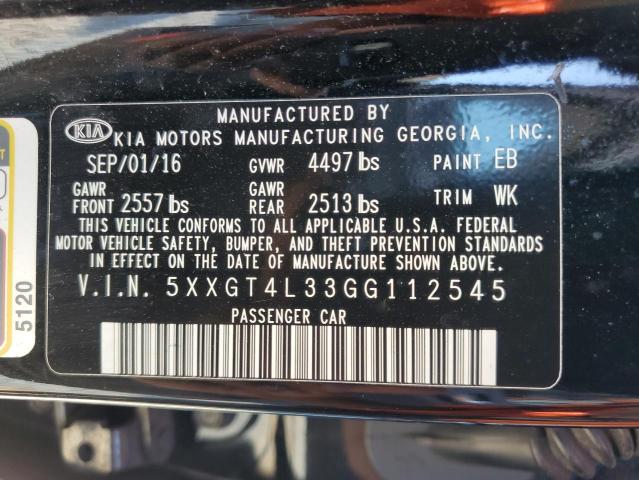 MANUFACTURED BY
KIA KIA MOTORS MANUFACTURING GEORGIA, INC.
SEP/01/16 GVWR 4497 lbs PAINT EB
GAWR FRONT 2557 lbs GAWR REAR 2513 lbs TRIM WK
THIS VEHICLE CONFORMS TO ALL APPLICABLE U.S.A. FEDERAL
MOTOR VEHICLE SAFETY, BUMPER, AND THEFT PREVENTION STANDARDS
IN EFFECT ON THE DATE OF MANUFACTURE SHOWN ABOVE.
V.I.N. 5XXGT4L33GG112545
PASSENGER CAR
5120